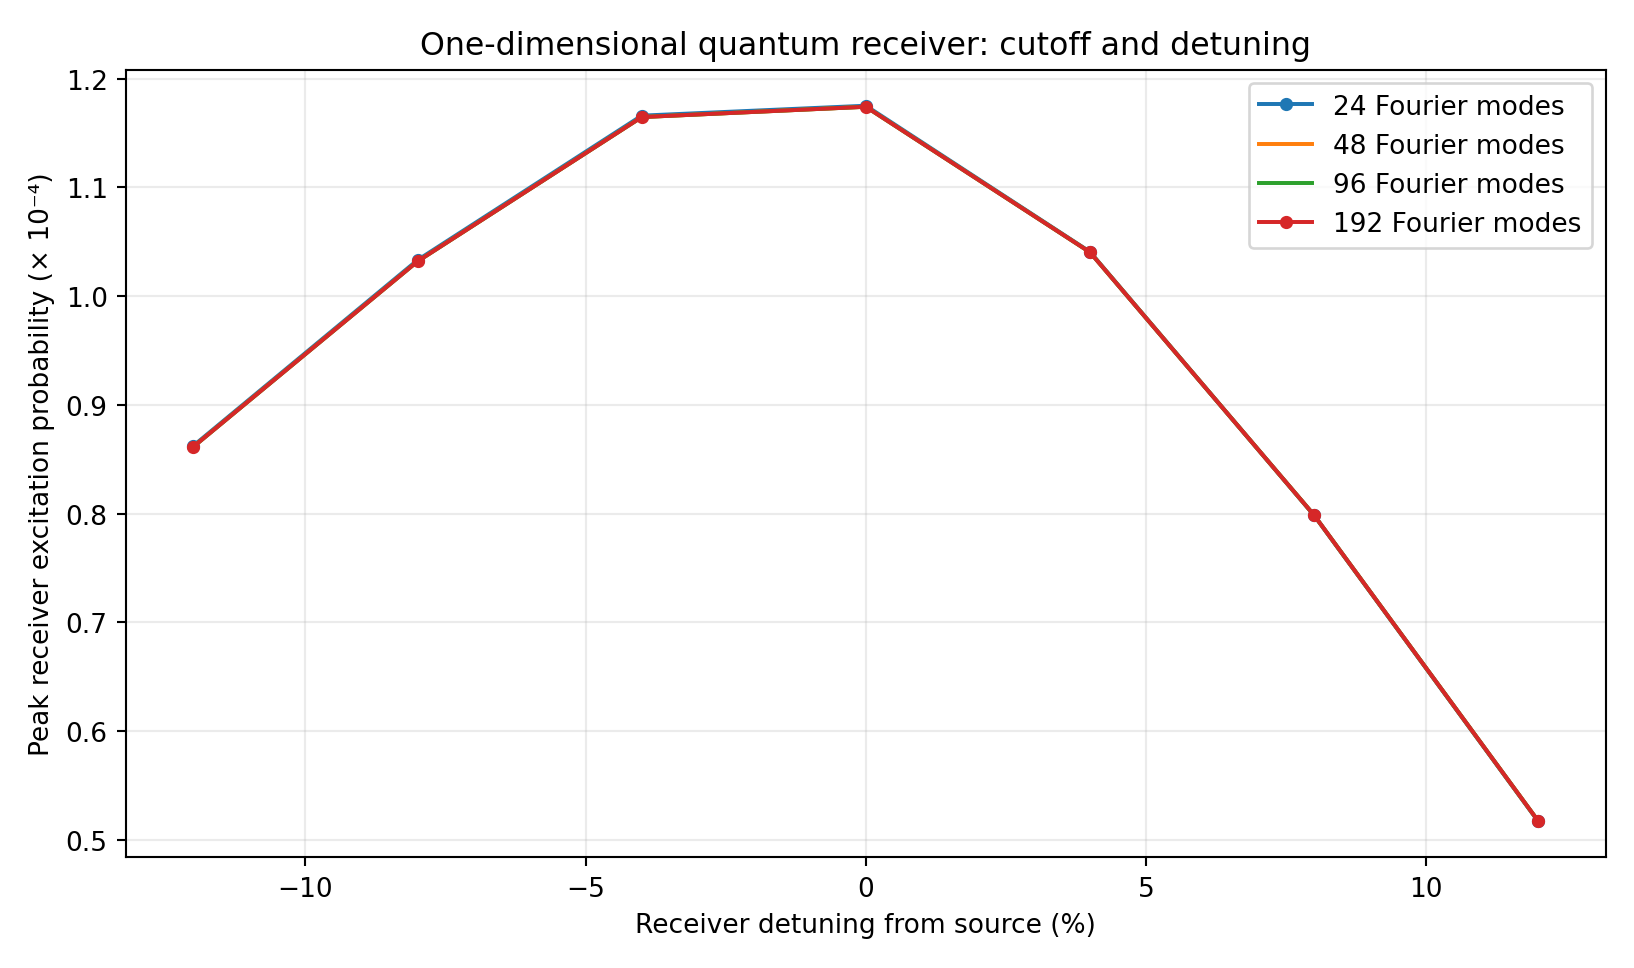 One-dimensional quantum receiver: cutoff and detuning
Peak receiver excitation probability (× 10⁻⁴)
1.2
1.1
1.0
0.9
0.8
0.7
0.6
0.5
24 Fourier modes
48 Fourier modes
96 Fourier modes
192 Fourier modes
−10 −5 0 5 10
Receiver detuning from source (%)